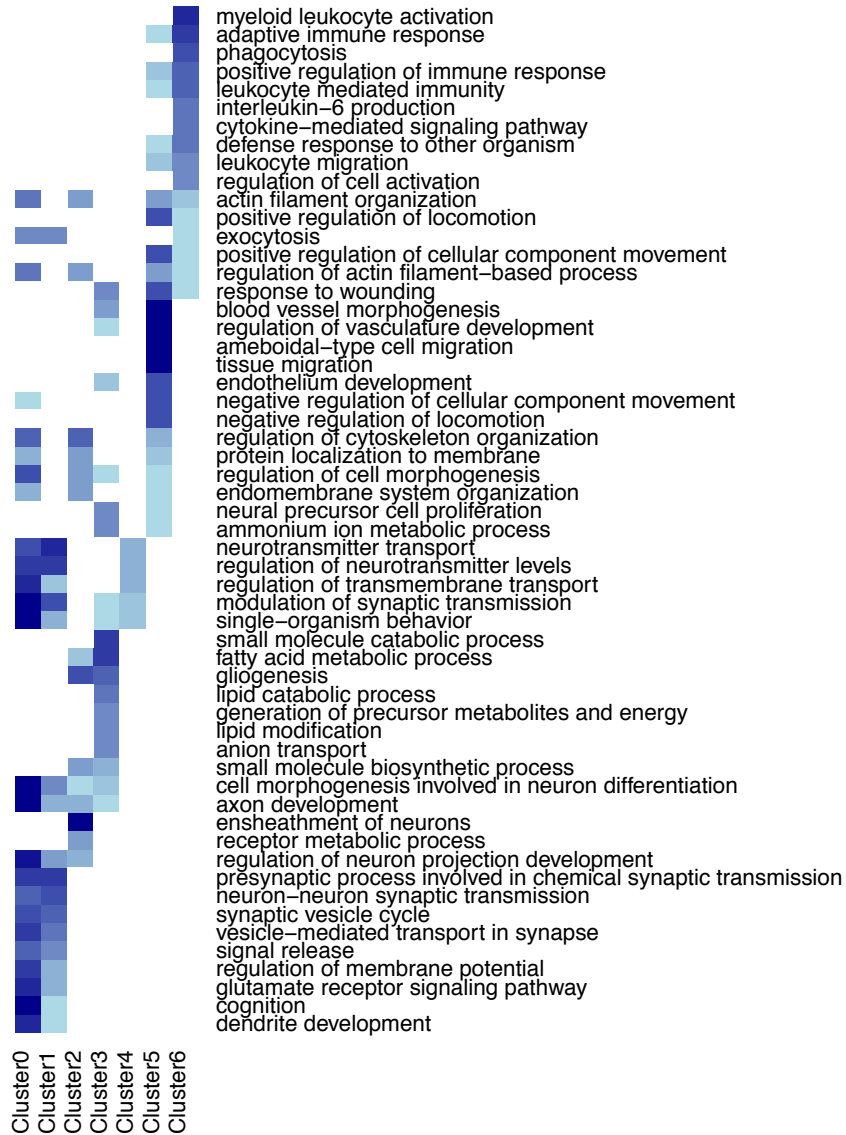 myeloid leukocyte activation
adaptive immune response
phagocytosis
positive regulation of immune response
leukocyte mediated immunity
interleukin−6 production
cytokine−mediated signaling pathway
defense response to other organism
leukocyte migration
regulation of cell activation
actin filament organization
positive regulation of locomotion
exocytosis
positive regulation of cellular component movement
regulation of actin filament−based process
response to wounding
blood vessel morphogenesis
regulation of vasculature development
ameboidal−type cell migration
tissue migration
endothelium development
negative regulation of cellular component movement
negative regulation of locomotion
regulation of cytoskeleton organization
protein localization to membrane
regulation of cell morphogenesis
endomembrane system organization
neural precursor cell proliferation
ammonium ion metabolic process
neurotransmitter transport
regulation of neurotransmitter levels
regulation of transmembrane transport
modulation of synaptic transmission
single−organism behavior
small molecule catabolic process
fatty acid metabolic process
gliogenesis
lipid catabolic process
generation of precursor metabolites and energy
lipid modification
anion transport
small molecule biosynthetic process
cell morphogenesis involved in neuron differentiation
axon development
ensheathment of neurons
receptor metabolic process
regulation of neuron projection development
presynaptic process involved in chemical synaptic transmission
neuron−neuron synaptic transmission
synaptic vesicle cycle
vesicle−mediated transport in synapse
signal release
regulation of membrane potential
glutamate receptor signaling pathway
cognition
dendrite development
Cluster0
Cluster1
Cluster2
Cluster3
Cluster4
Cluster5
Cluster6